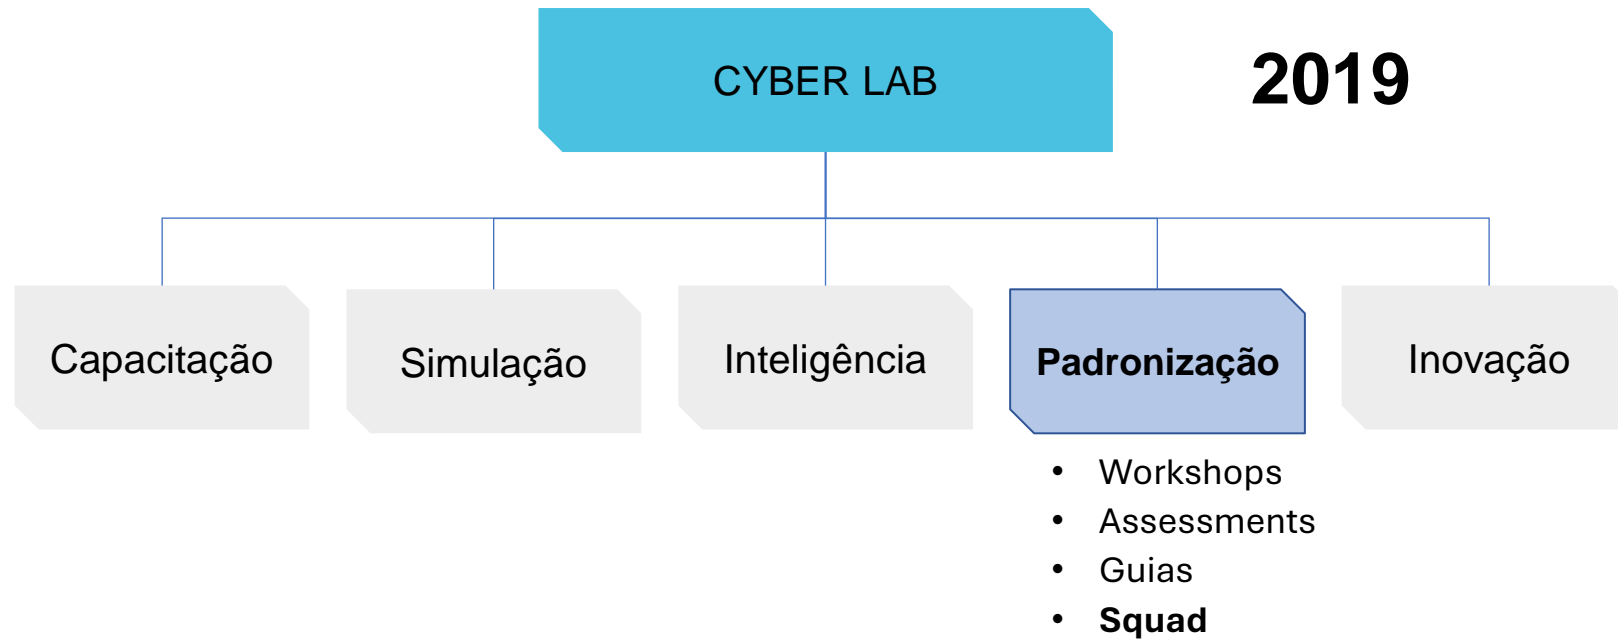 CYBER LAB
2019
Capacitação
Simulação
Inteligência
Padronização
Inovação
• Workshops
• Assessments
• Guias
• Squad